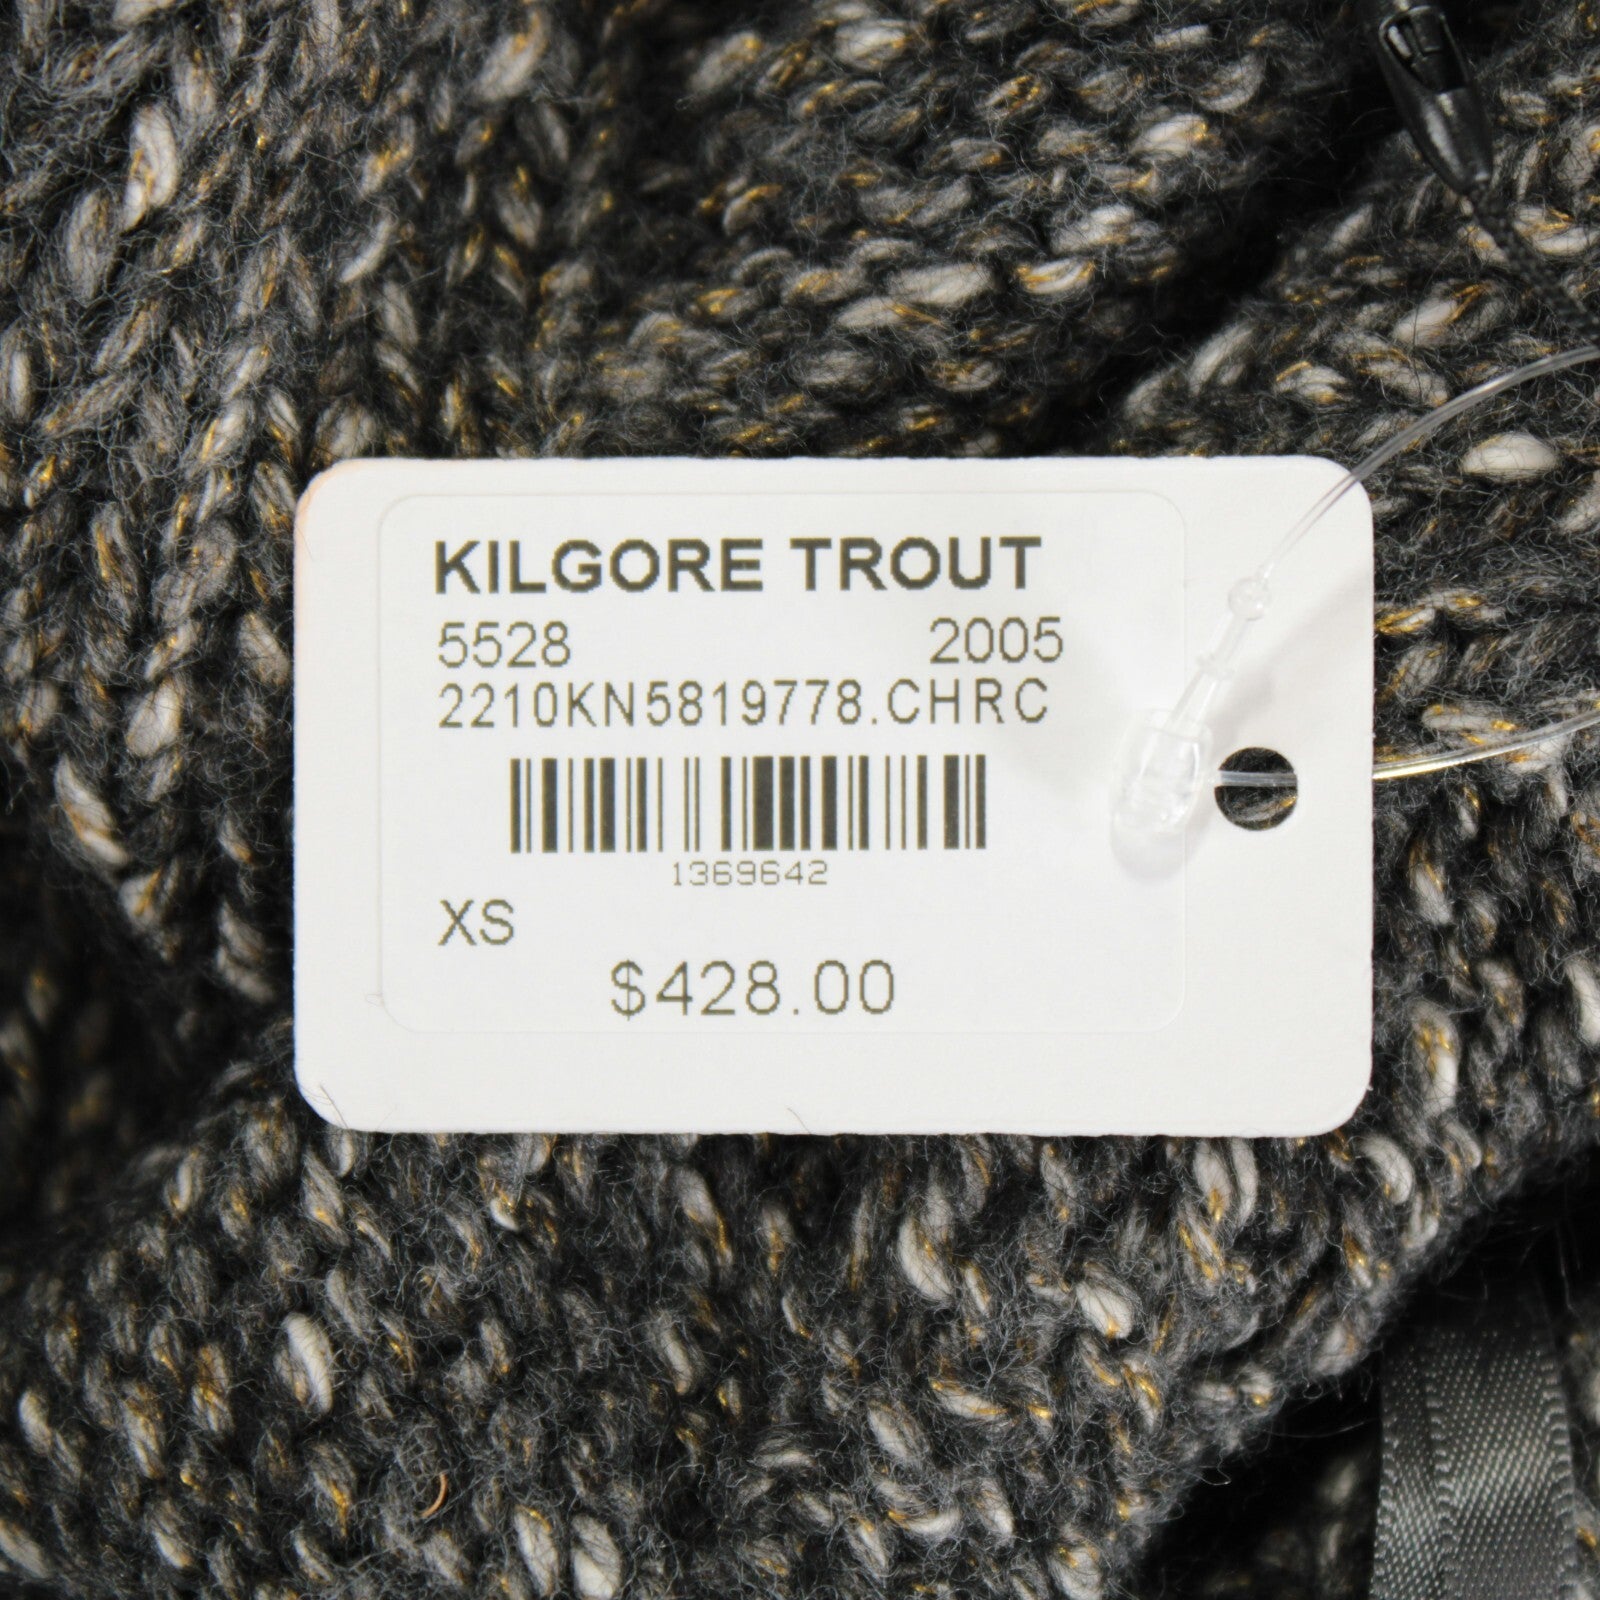 KILGORE TROUT
5528 2005
2210KN5819778.CHRC
1369642
XS
$428.00